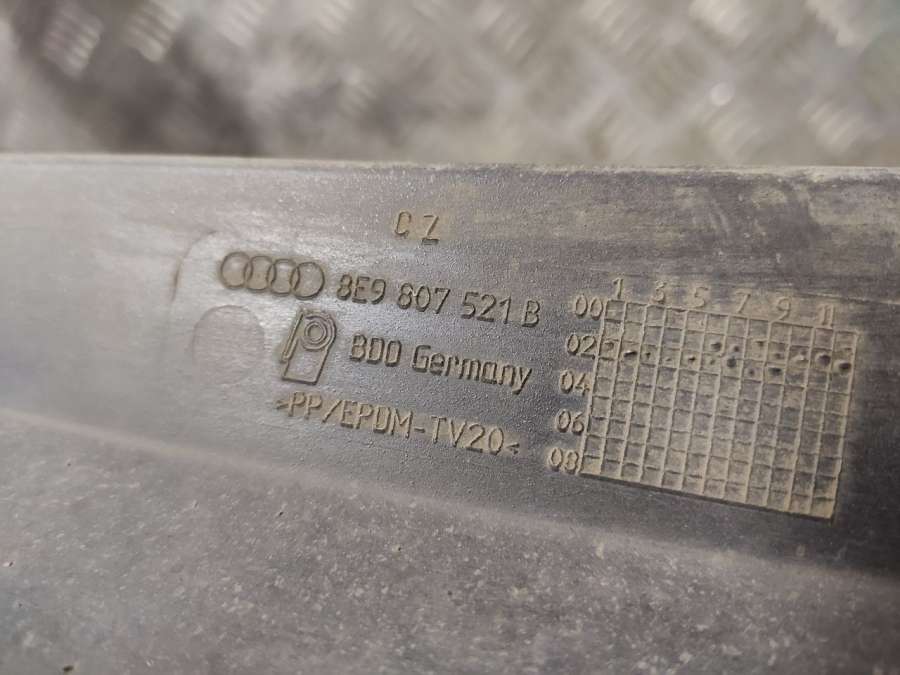 CZ
8E9 807 521 B
BDO Germany
>PP/EPDM-TV20<
1 3 5 7 9 11
00
02
04
06
08